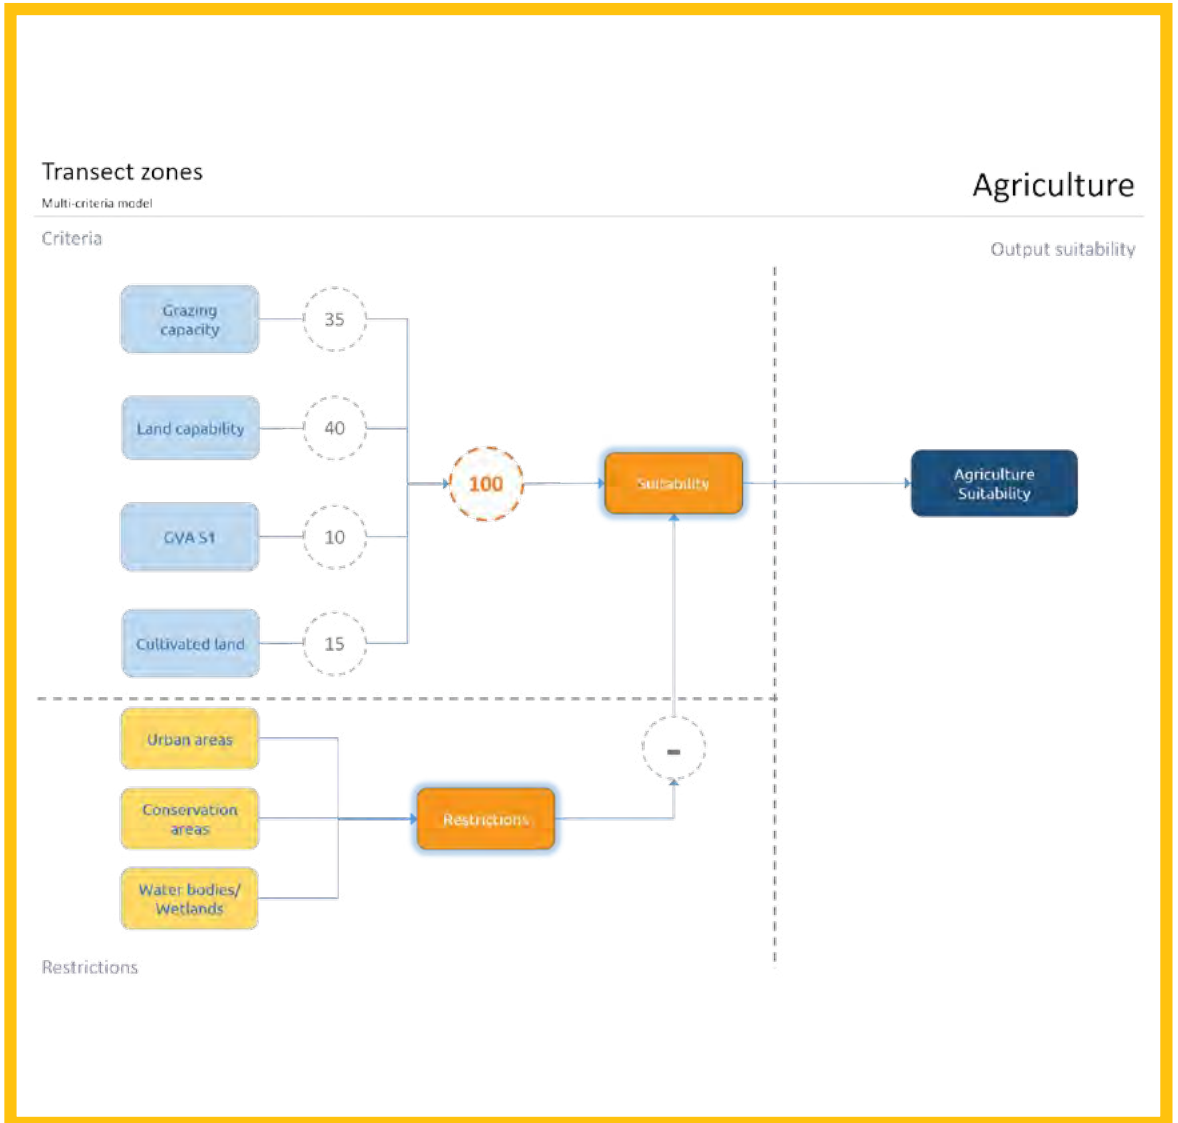 Transect zones
Multi-criteria model
Agriculture
Criteria
Output suitability
Grazing
capacity
35
Land capability
40
GVA S1
10
Cultivated land
15
100
Suitability
Agriculture
Suitability
Urban areas
Conservation
areas
Water bodies/
Wetlands
Restrictions
-
Restrictions